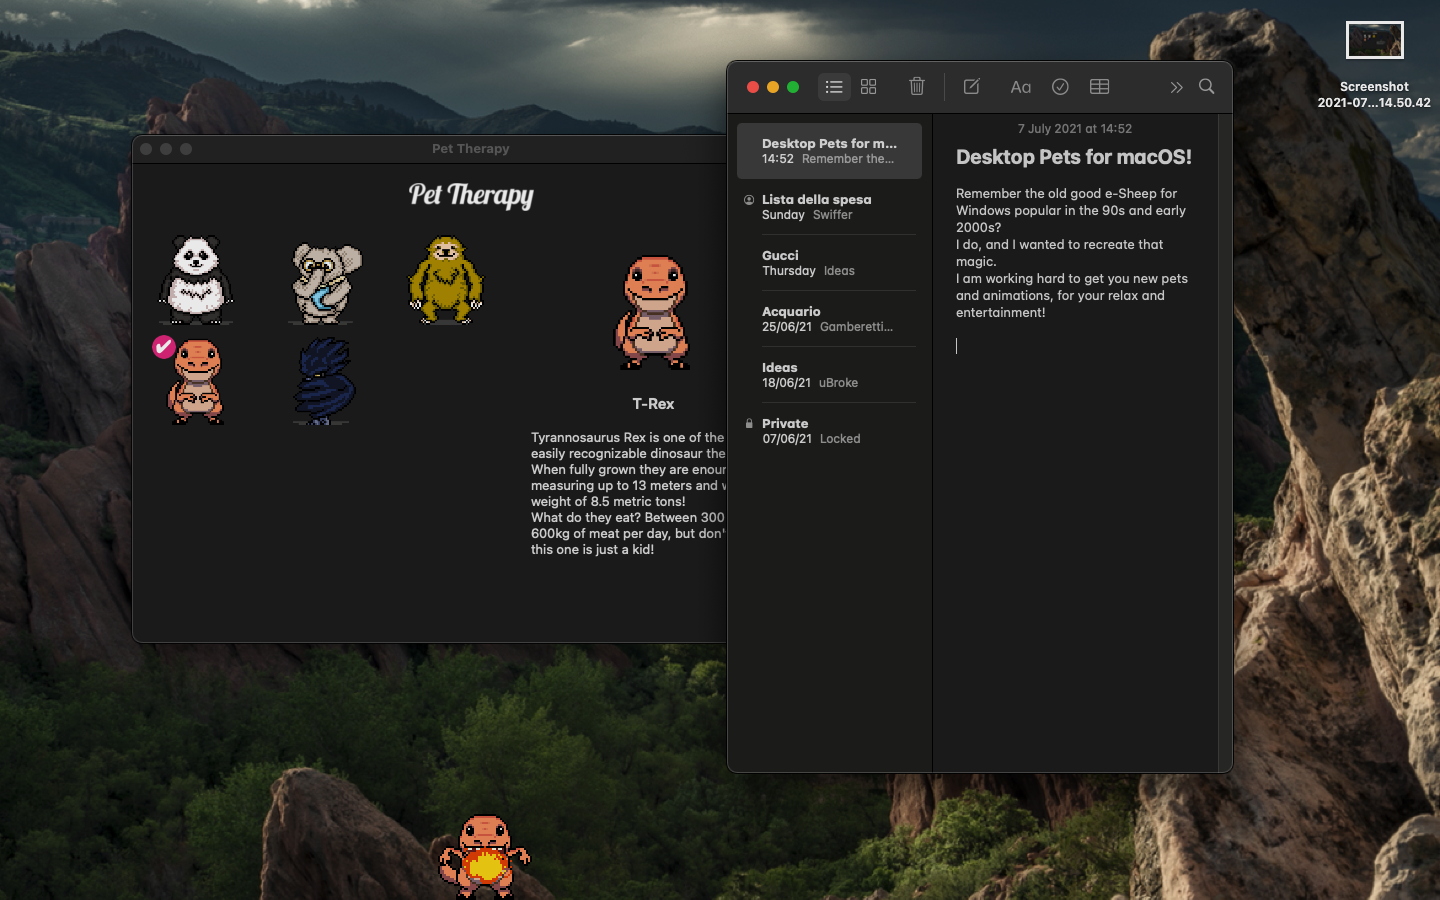 Screenshot
2021-07...14.50.42
Pet Therapy
Pet Therapy
T-Rex
Tyrannosaurus Rex is one of the
easily recognizable dinosaur the
When fully grown they are enour
measuring up to 13 meters and w
weight of 8.5 metric tons!
What do they eat? Between 300
600kg of meat per day, but don'
this one is just a kid!
Aa
Desktop Pets for m...
14:52 Remember the...
Lista della spesa
Sunday Swiffer
Gucci
Thursday Ideas
Acquario
25/06/21 Gamberetti...
Ideas
18/06/21 uBroke
Private
07/06/21 Locked
7 July 2021 at 14:52
Desktop Pets for macOS!
Remember the old good e-Sheep for
Windows popular in the 90s and early
2000s?
I do, and I wanted to recreate that
magic.
I am working hard to get you new pets
and animations, for your relax and
entertainment!